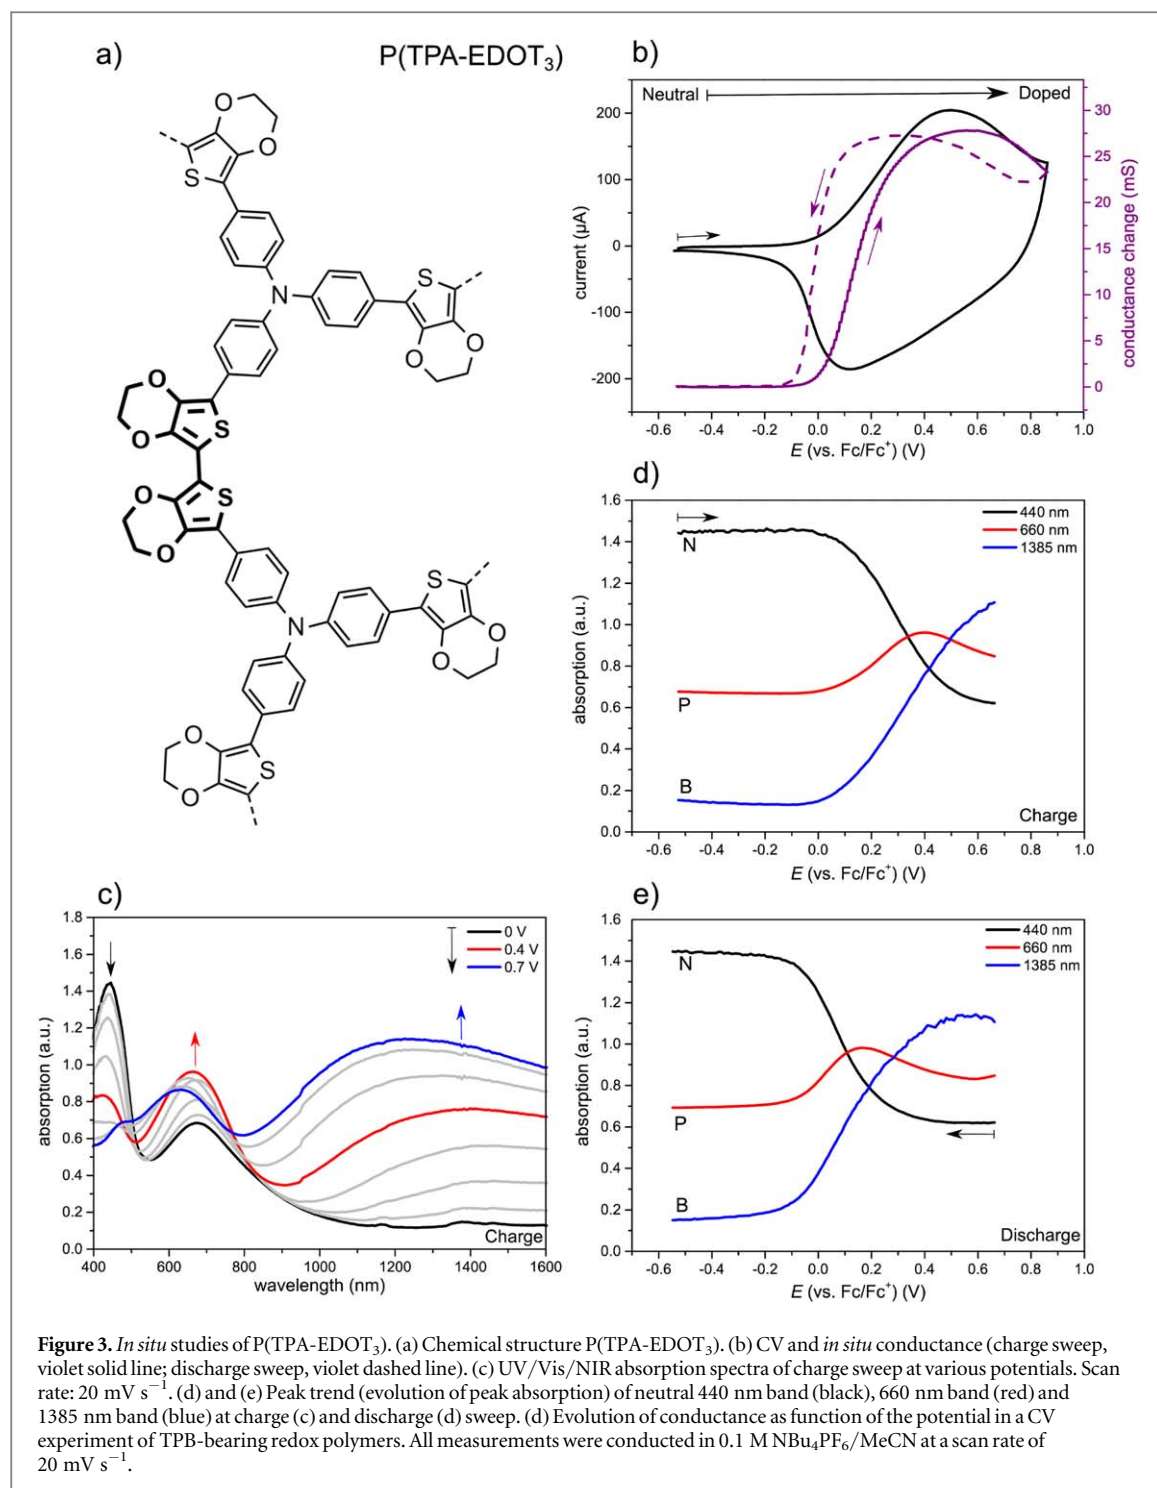 a)
P(TPA-EDOT3)
O
O
S
N
S
O
O
O
O
S
O
O
S
S
N
O
O
O
O
S
b)
Neutral
Doped
200
100
0
-100
-200
current (µA)
30
25
20
15
10
5
0
conductance change (mS)
-0.6 -0.4 -0.2 0.0 0.2 0.4 0.6 0.8 1.0
E (vs. Fc/Fc+) (V)
d)
440 nm
660 nm
1385 nm
N
P
B
1.6
1.4
1.2
1.0
0.8
0.6
0.4
0.2
0.0
absorption (a.u.)
Charge
-0.6 -0.4 -0.2 0.0 0.2 0.4 0.6 0.8 1.0
E (vs. Fc/Fc+) (V)
c)
0 V
0.4 V
0.7 V
1.8
1.6
1.4
1.2
1.0
0.8
0.6
0.4
0.2
0.0
absorption (a.u.)
Charge
400 600 800 1000 1200 1400 1600
wavelength (nm)
e)
440 nm
660 nm
1385 nm
N
P
B
1.6
1.4
1.2
1.0
0.8
0.6
0.4
0.2
0.0
absorption (a.u.)
Discharge
-0.6 -0.4 -0.2 0.0 0.2 0.4 0.6 0.8 1.0
E (vs. Fc/Fc+) (V)
Figure 3. In situ studies of P(TPA-EDOT3). (a) Chemical structure P(TPA-EDOT3). (b) CV and in situ conductance (charge sweep,
violet solid line; discharge sweep, violet dashed line). (c) UV/Vis/NIR absorption spectra of charge sweep at various potentials. Scan
rate: 20 mV s−1. (d) and (e) Peak trend (evolution of peak absorption) of neutral 440 nm band (black), 660 nm band (red) and
1385 nm band (blue) at charge (c) and discharge (d) sweep. (d) Evolution of conductance as function of the potential in a CV
experiment of TPB-bearing redox polymers. All measurements were conducted in 0.1 M NBu4PF6/MeCN at a scan rate of
20 mV s−1.